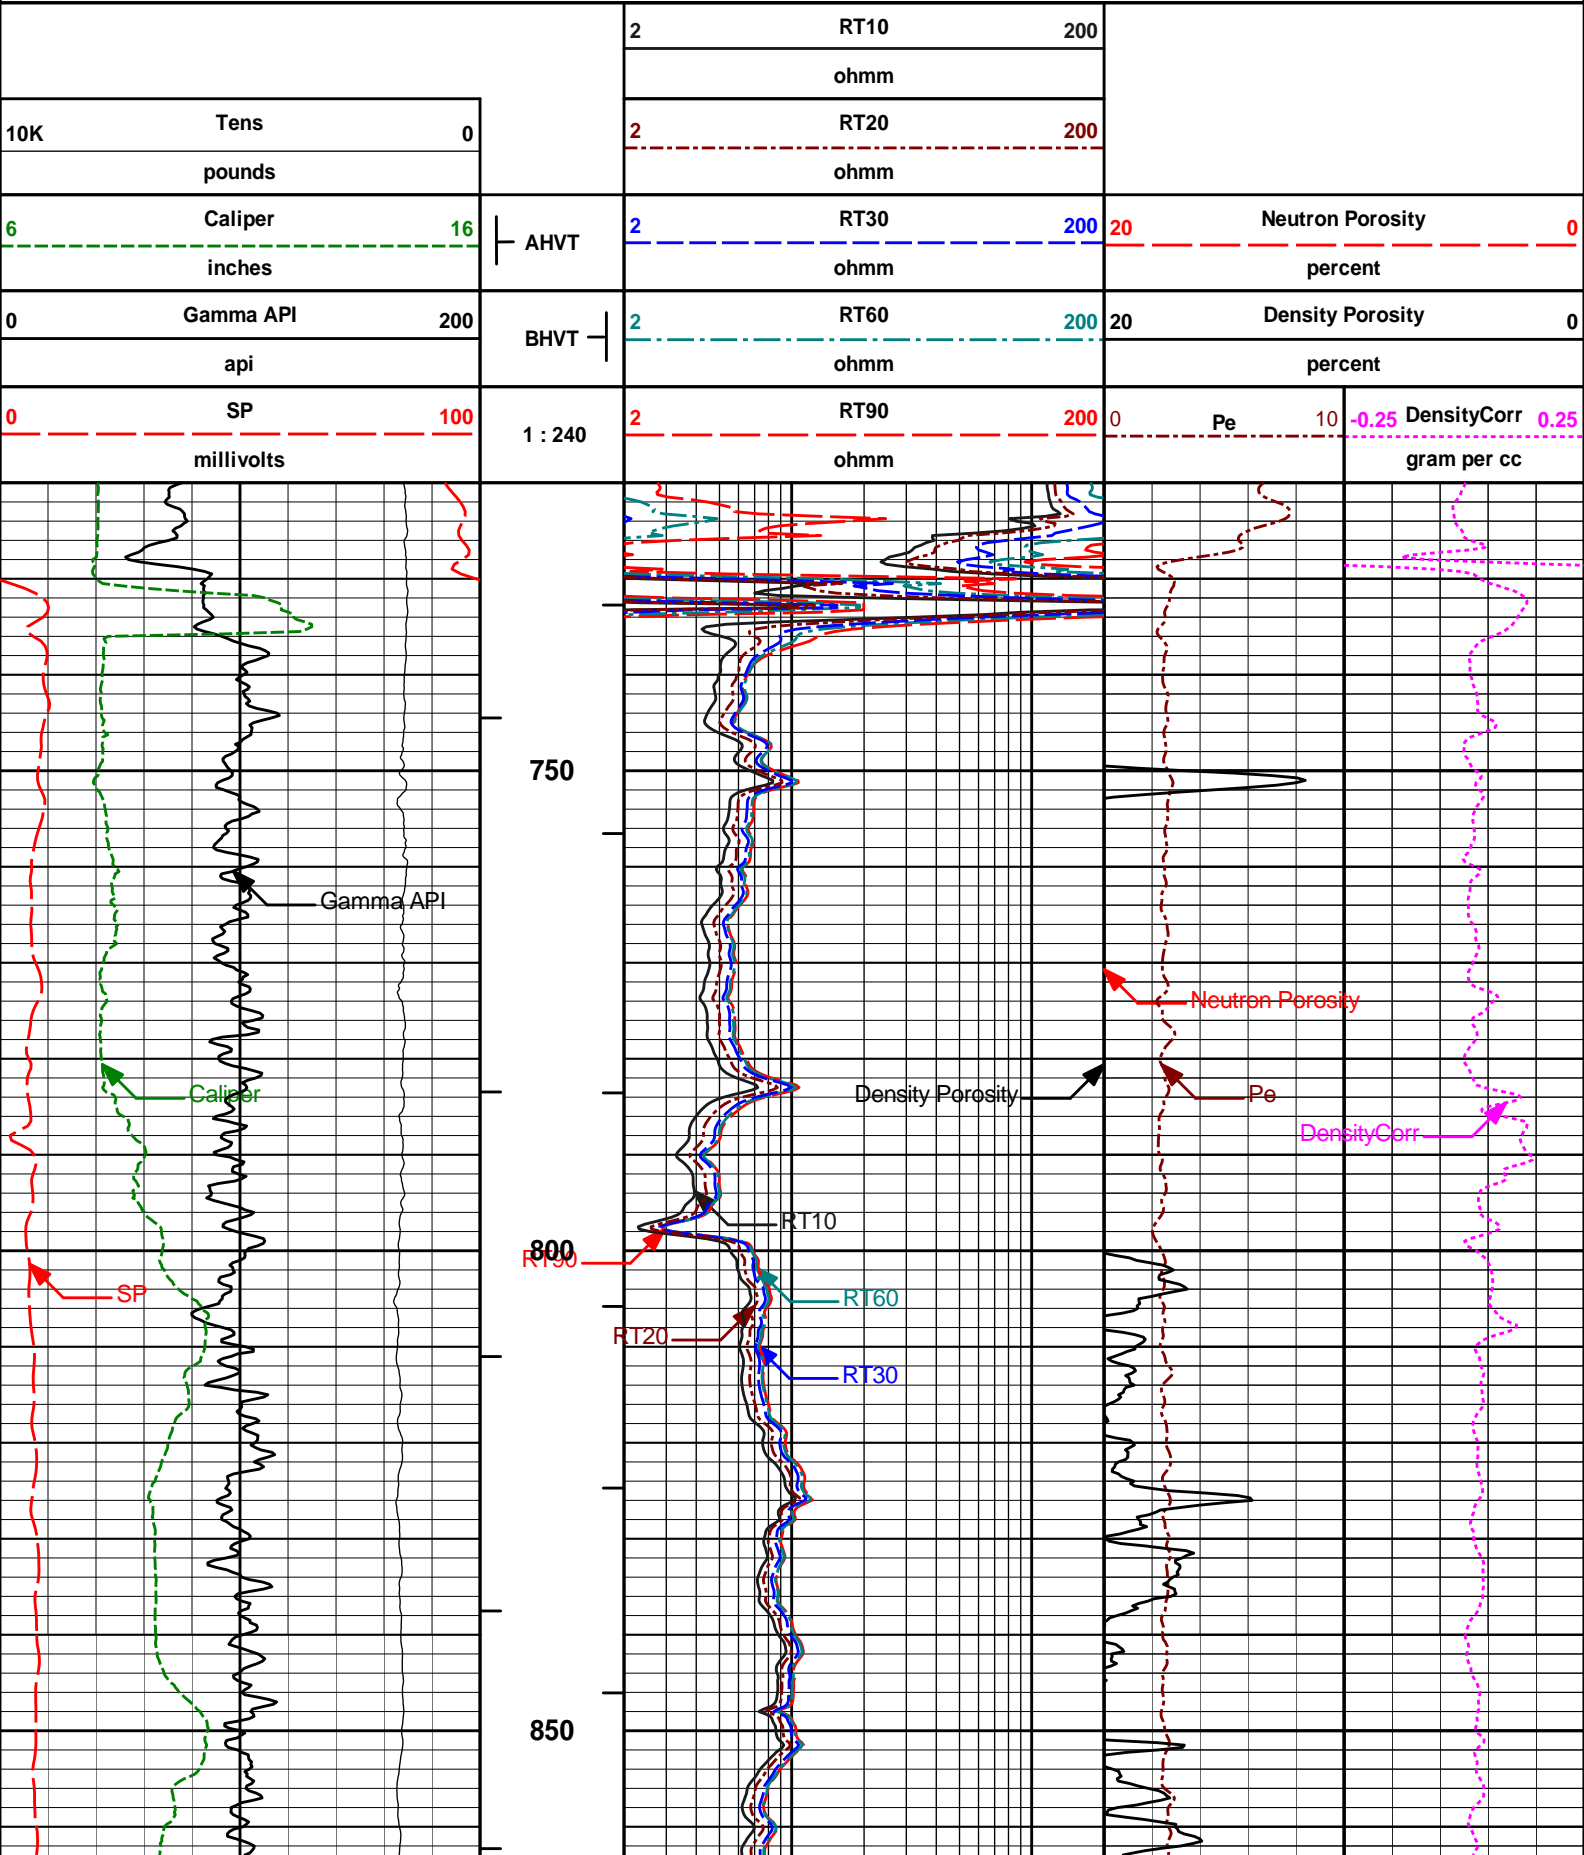 2 RT10 200
ohmm
10K Tens 0
pounds
2 RT20 200
ohmm
6 Caliper 16
inches
AHVT
2 RT30 200
ohmm
20 Neutron Porosity 0
percent
0 Gamma API 200
api
BHVT
2 RT60 200
ohmm
20 Density Porosity 0
percent
0 SP 100
millivolts
1 : 240
2 RT90 200
ohmm
0 Pe 10
-0.25 DensityCorr 0.25
gram per cc
750
Gamma API
Neutron Porosity
Caliper
Density Porosity
Pe
DensityCorr
RT10
800
RT90
SP
RT60
RT20
RT30
850